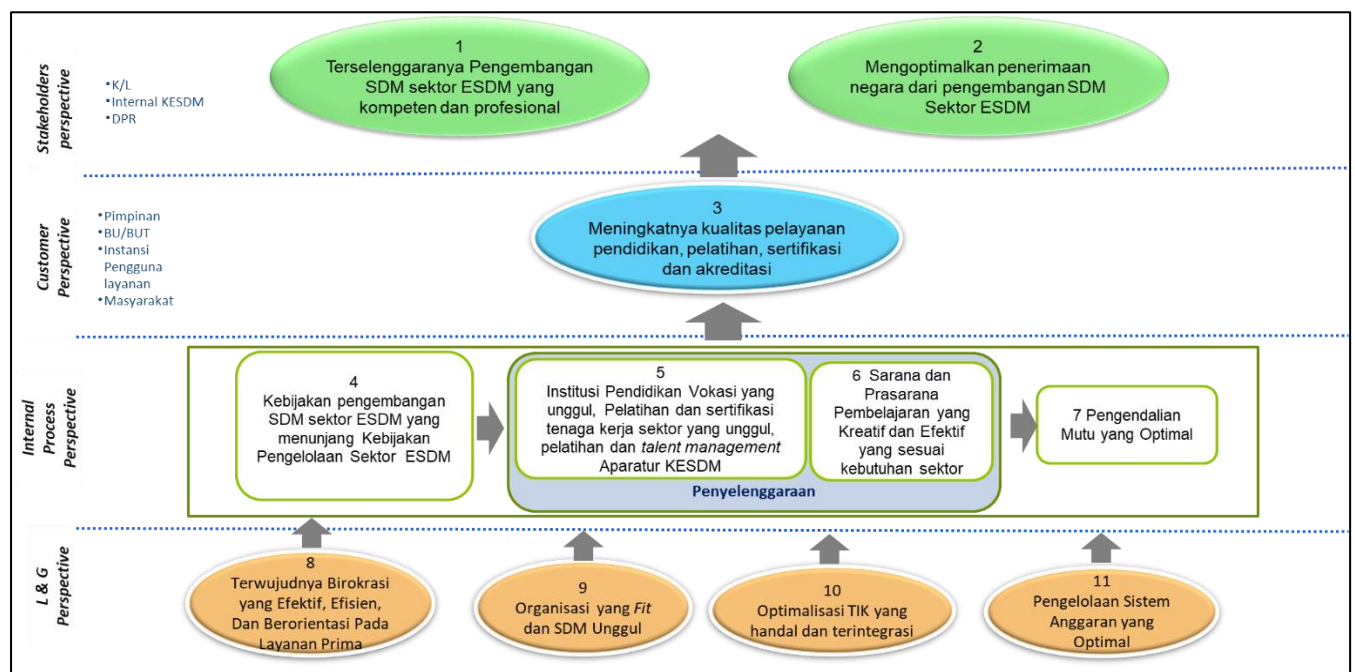 Stakeholders
perspective
•K/L
•Internal KESDM
•DPR
1
Terselenggaranya Pengembangan
SDM sektor ESDM yang
kompeten dan profesional
2
Mengoptimalkan penerimaan
negara dari pengembangan SDM
Sektor ESDM
Customer
Perspective
•Pimpinan
•BU/BUT
•Instansi
Pengguna
layanan
•Masyarakat
3
Meningkatnya kualitas pelayanan
pendidikan, pelatihan, sertifikasi
dan akreditasi
Internal
Process
Perspective
4
Kebijakan pengembangan
SDM sektor ESDM yang
menunjang Kebijakan
Pengelolaan Sektor ESDM
5
Institusi Pendidikan Vokasi yang
unggul, Pelatihan dan sertifikasi
tenaga kerja sektor yang unggul,
pelatihan dan talent management
Aparatur KESDM
6 Sarana dan
Prasarana
Pembelajaran yang
Kreatif dan Efektif
yang sesuai
kebutuhan sektor
Penyelenggaraan
7 Pengendalian
Mutu yang Optimal
L & G
Perspective
8
Terwujudnya Birokrasi
yang Efektif, Efisien,
Dan Berorientasi Pada
Layanan Prima
9
Organisasi yang Fit
dan SDM Unggul
10
Optimalisasi TIK yang
handal dan terintegrasi
11
Pengelolaan Sistem
Anggaran yang
Optimal